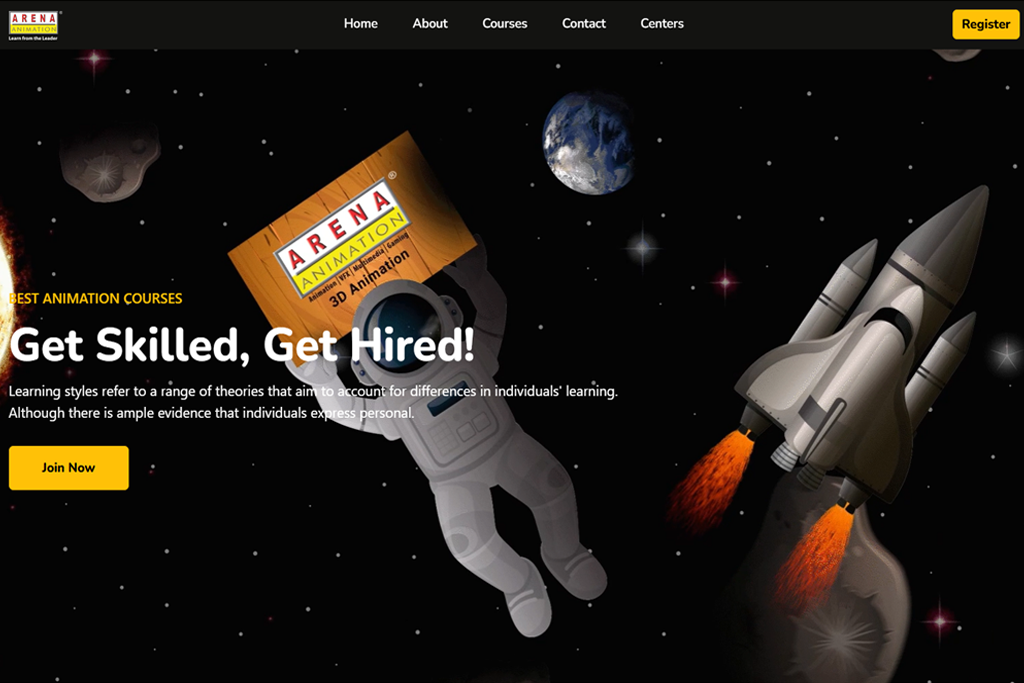 ARENA
ANIMATION
Learn from the Leader
Home
About
Courses
Contact
Centers
Register
®
ARENA
ANIMATION
Animation | VFX | Multimedia | Gaming
3D Animation
BEST ANIMATION COURSES
Get Skilled, Get Hired!
Learning styles refer to a range of theories that aim to account for differences in individuals' learning.
Although there is ample evidence that individuals express personal.
Join Now